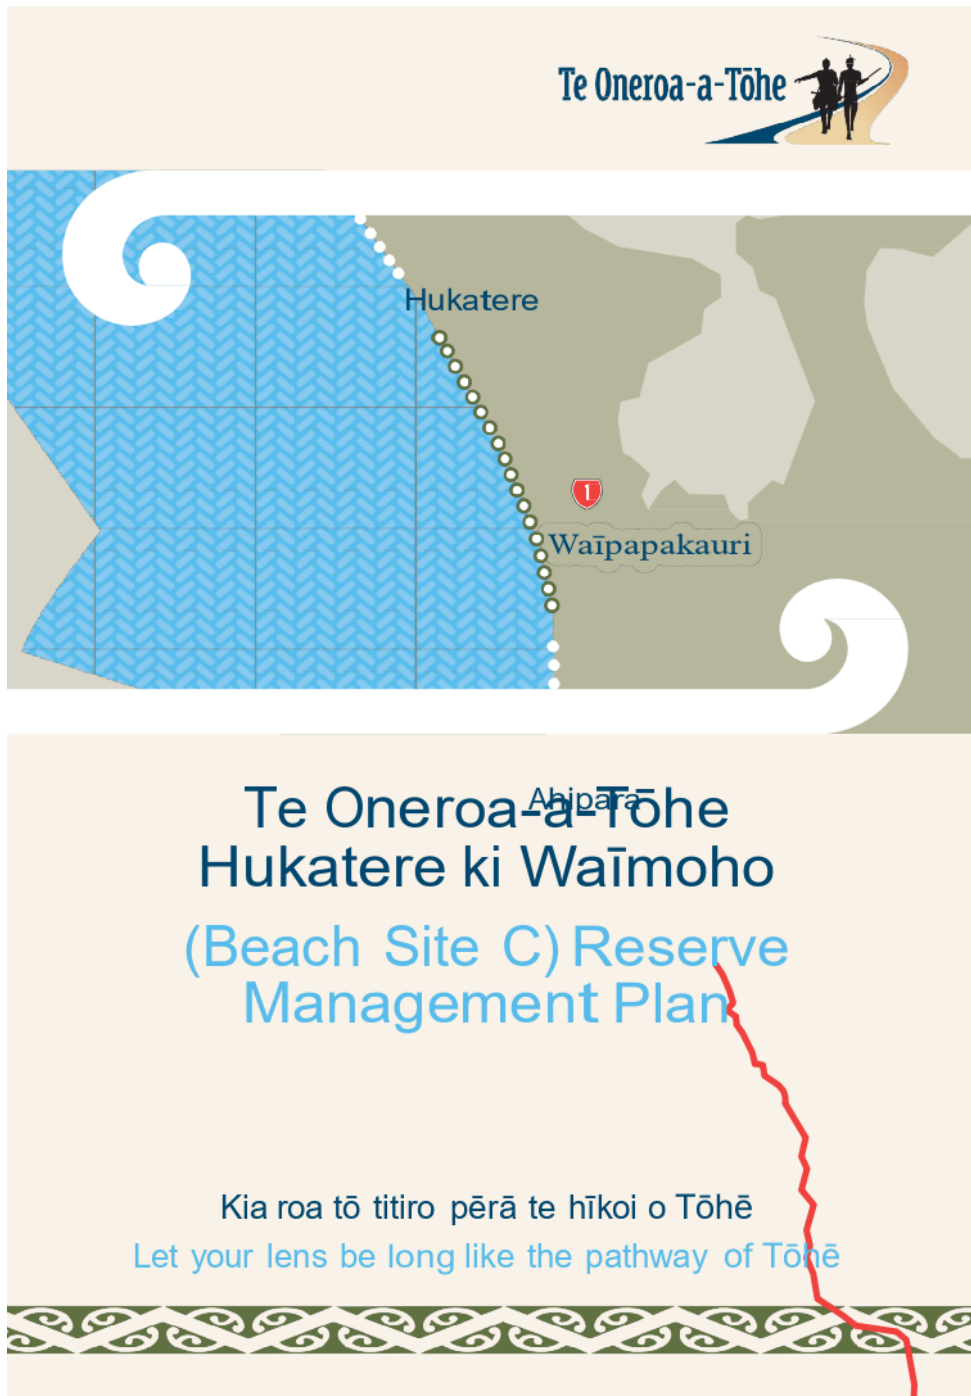 Te Oneroa-a-Tōhe
Hukatere
1
Waīpapakauri
Ahipara
Te Oneroa-a-Tōhe
Hukatere ki Waīmoho
(Beach Site C) Reserve
Management Plan
Kia roa tō titiro pērā te hīkoi o Tōhē
Let your lens be long like the pathway of Tōhē